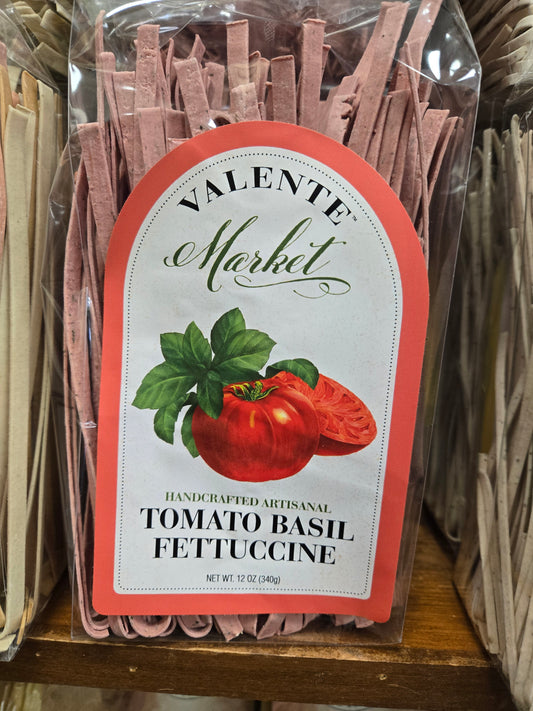 VALENTE™
Market
HANDCRAFTED ARTISANAL
TOMATO BASIL
FETTUCCINE
NET WT. 12 OZ (340g)